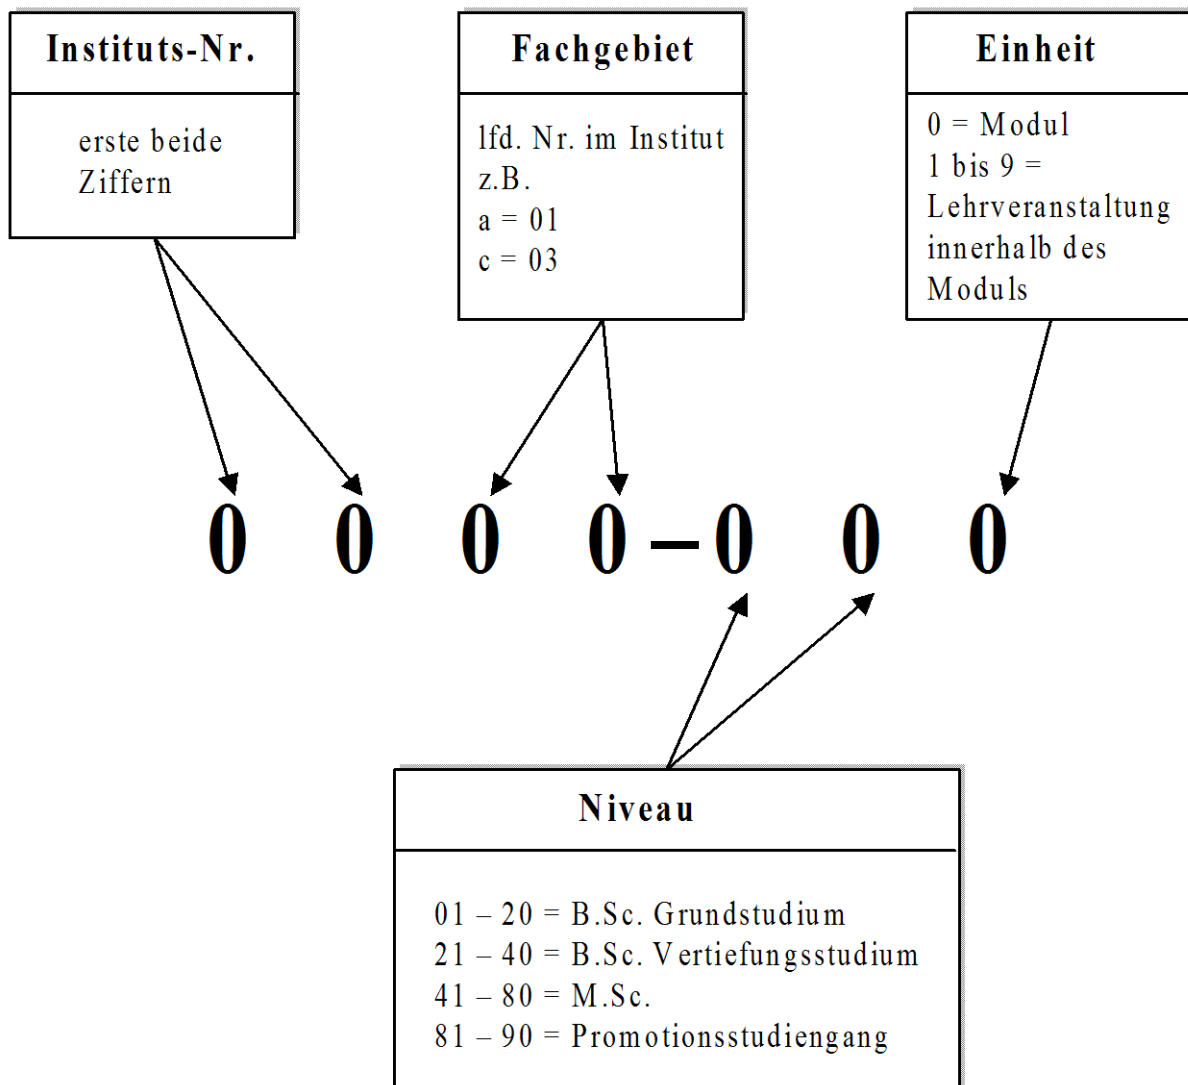 Instituts-Nr.
erste beide
Ziffern
Fachgebiet
lfd. Nr. im Institut
z.B.
a = 01
c = 03
Einheit
0 = Modul
1 bis 9 =
Lehrveranstaltung
innerhalb des
Moduls
0 0 0 0 – 0 0 0
Niveau
01 – 20 = B.Sc. Grundstudium
21 – 40 = B.Sc. Vertiefungsstudium
41 – 80 = M.Sc.
81 – 90 = Promotionsstudiengang